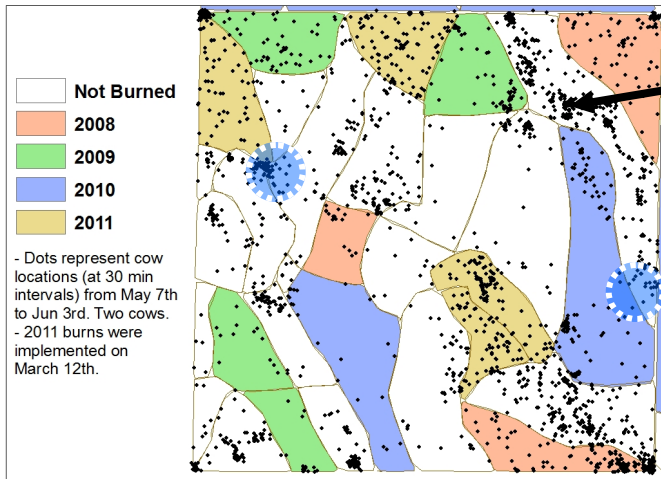 Not Burned
2008
2009
2010
2011
- Dots represent cow
locations (at 30 min
intervals) from May 7th
to Jun 3rd. Two cows.
- 2011 burns were
implemented on
March 12th.